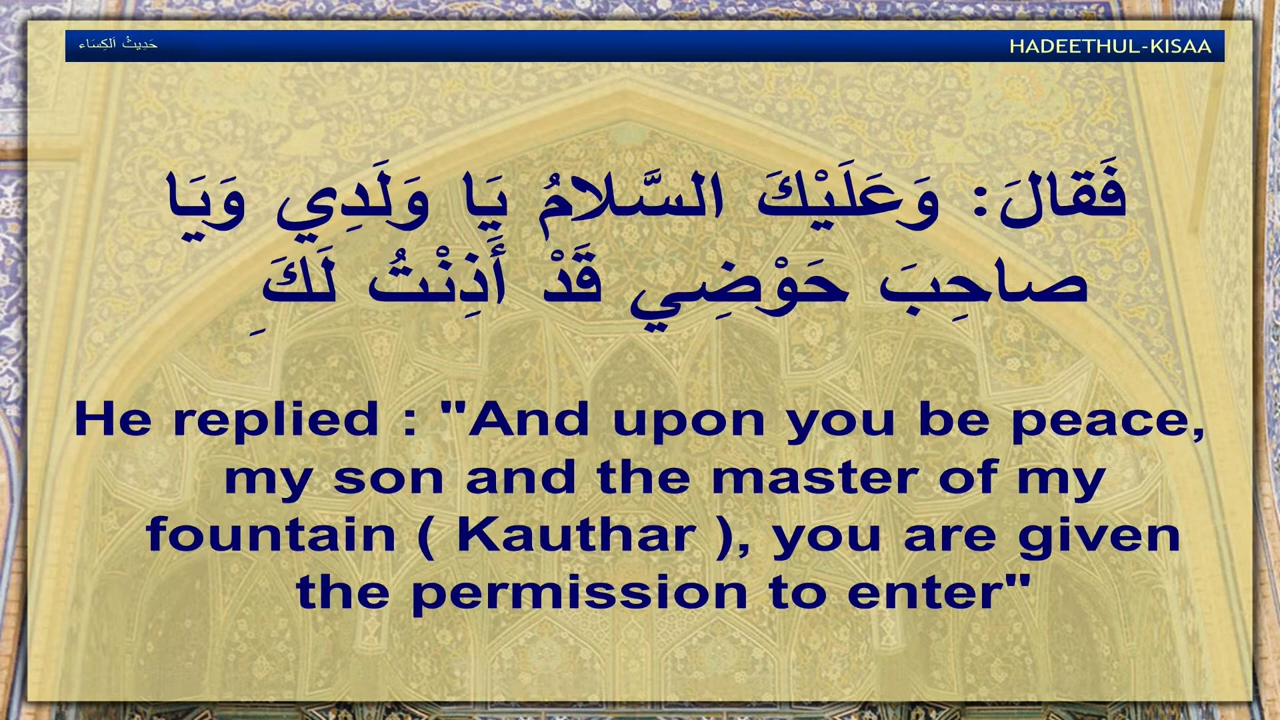 حَدِيثُ اَلكِسَاء
HADEETHUL-KISAA
فَقالَ: وَعَلَيْكَ السَّلامُ يَا وَلَدِي وَيَا
صاحِبَ حَوْضِي قَدْ أَذِنْتُ لَكَ ِ
He replied : "And upon you be peace,
my son and the master of my
fountain ( Kauthar ), you are given
the permission to enter"